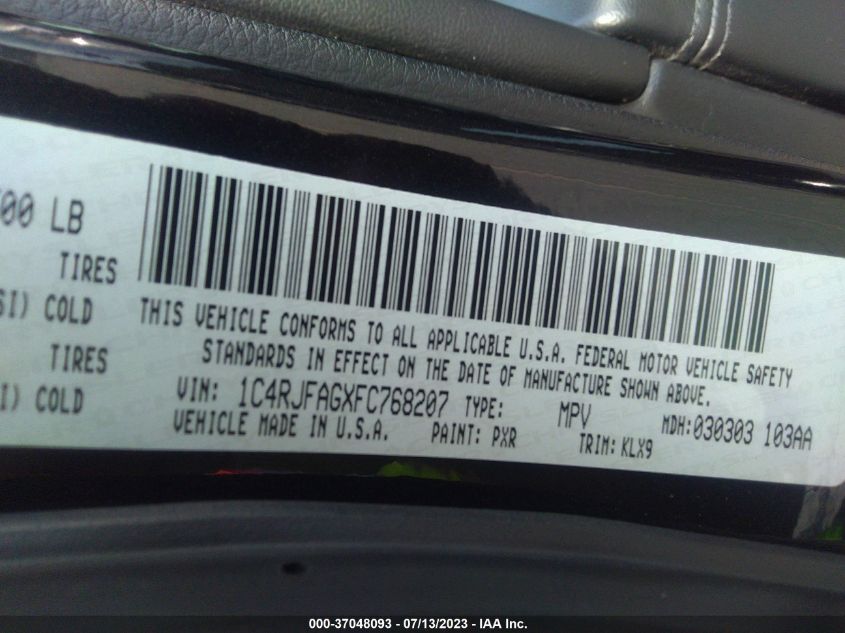 00 LB
TIRES
SI) COLD
TIRES
I) COLD
THIS VEHICLE CONFORMS TO ALL APPLICABLE U.S.A. FEDERAL MOTOR VEHICLE SAFETY
STANDARDS IN EFFECT ON THE DATE OF MANUFACTURE SHOWN ABOVE.
VIN: 1C4RJFAGXFC768207 TYPE: MPV MDH:030303 103AA
VEHICLE MADE IN U.S.A. PAINT: PXR TRIM: KLX9
000-37048093 - 07/13/2023 - IAA Inc.